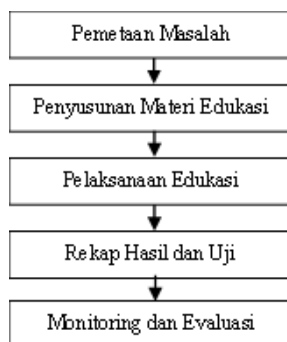 Pemetaan Masalah
Penyusunan Materi Edukasi
Pelaksanaan Edukasi
Rekap Hasil dan Uji
Monitoring dan Evaluasi